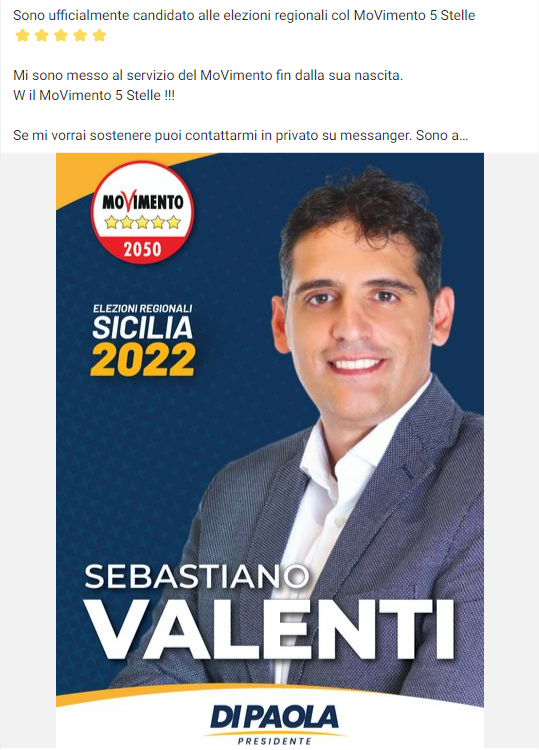 Sono ufficialmente candidato alle elezioni regionali col MoVimento 5 Stelle
⭐⭐⭐⭐⭐
Mi sono messo al servizio del MoVimento fin dalla sua nascita.
W il MoVimento 5 Stelle !!!
Se mi vorrai sostenere puoi contattarmi in privato su messanger. Sono a...
MOVIMENTO
2050
ELEZIONI REGIONALI
SICILIA
2022
SEBASTIANO
VALENTI
DI PAOLA
PRESIDENTE